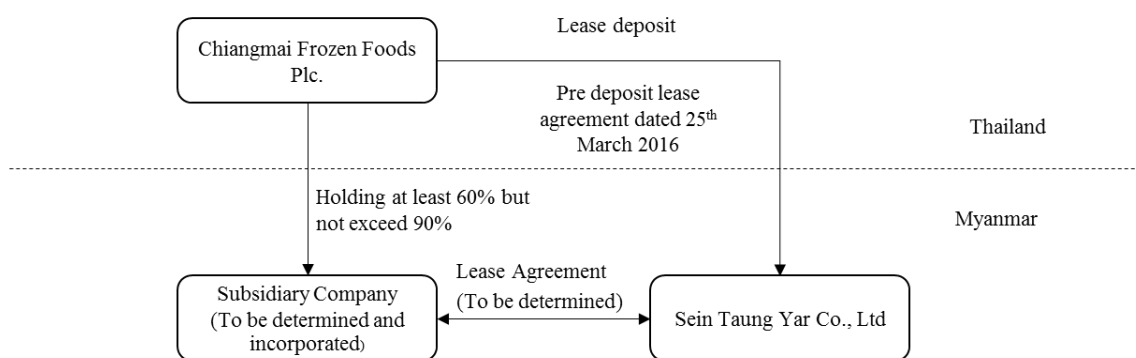 Lease deposit
Chiangmai Frozen Foods
Plc.
Pre deposit lease
agreement dated 25th
March 2016
Thailand
Holding at least 60% but
not exceed 90%
Myanmar
Lease Agreement
(To be determined)
Subsidiary Company
(To be determined and
incorporated)
Sein Taung Yar Co., Ltd